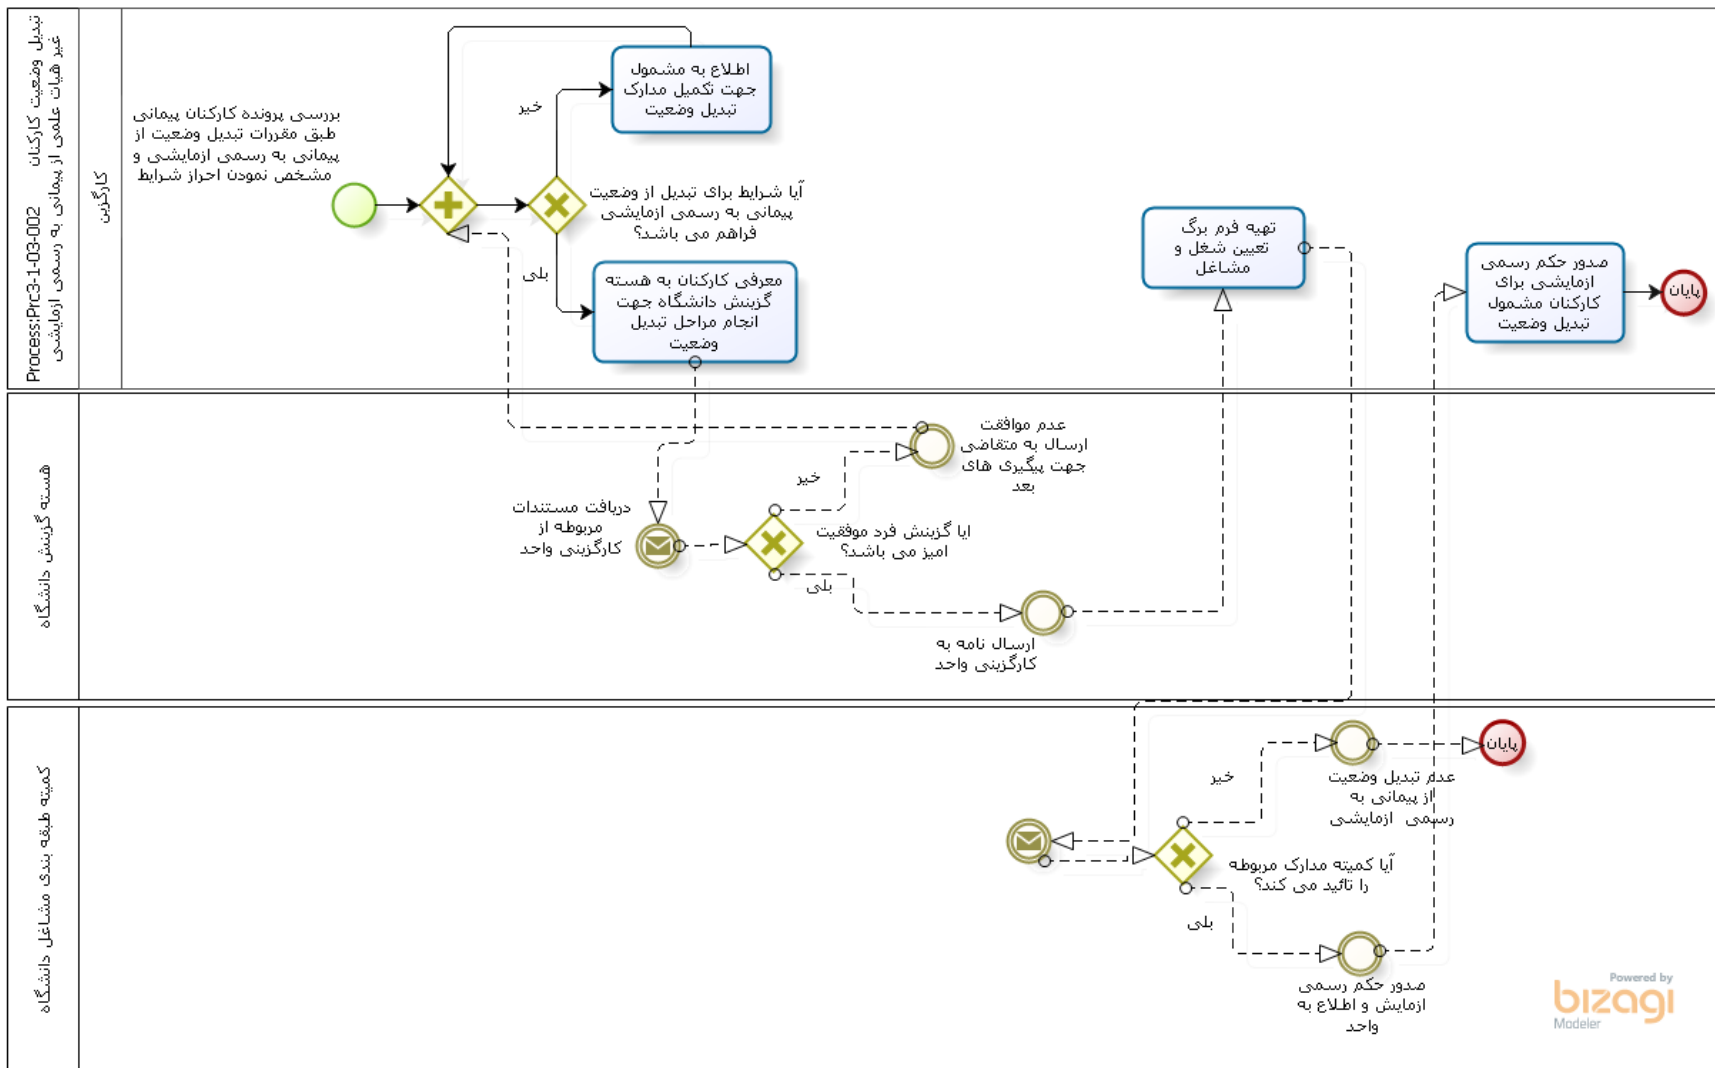 Process:Prc3-1-03-002 تبدیل وضعیت کارکنان
غیر هیات علمی از پیمانی به رسمی ازمایشی
کارگزین
بررسی پرونده کارکنان پیمانی
طبق مقررات تبدیل وضعیت از
پیمانی به رسمی ازمایشی و
مشخص نمودن احراز شرایط
اطلاع به مشمول
جهت تکمیل مدارک
تبدیل وضعیت
خیر
آیا شرایط برای تبدیل از وضعیت
پیمانی به رسمی ازمایشی
فراهم می باشد؟
بلی
معرفی کارکنان به هسته
گزینش دانشگاه جهت
انجام مراحل تبدیل
وضعیت
تهیه فرم برگ
تعیین شغل و
مشاغل
صدور حکم رسمی
ازمایشی برای
کارکنان مشمول
تبدیل وضعیت
پایان
هسته گزینش دانشگاه
عدم موافقت
ارسال به متقاضی
جهت پیگیری های
بعد
خیر
دریافت مستندات
مربوطه از
کارگزینی واحد
ایا گزینش فرد موفقیت
امیز می باشد؟
بلی
ارسال نامه به
کارگزینی واحد
کمیته طبقه بندی مشاغل دانشگاه
پایان
خیر
عدم تبدیل وضعیت
از پیمانی به
رسمی ازمایشی
آیا کمیته مدارک مربوطه
را تائید می کند؟
بلی
صدور حکم رسمی
ازمایش و اطلاع به
واحد
Powered by
bizagi
Modeler